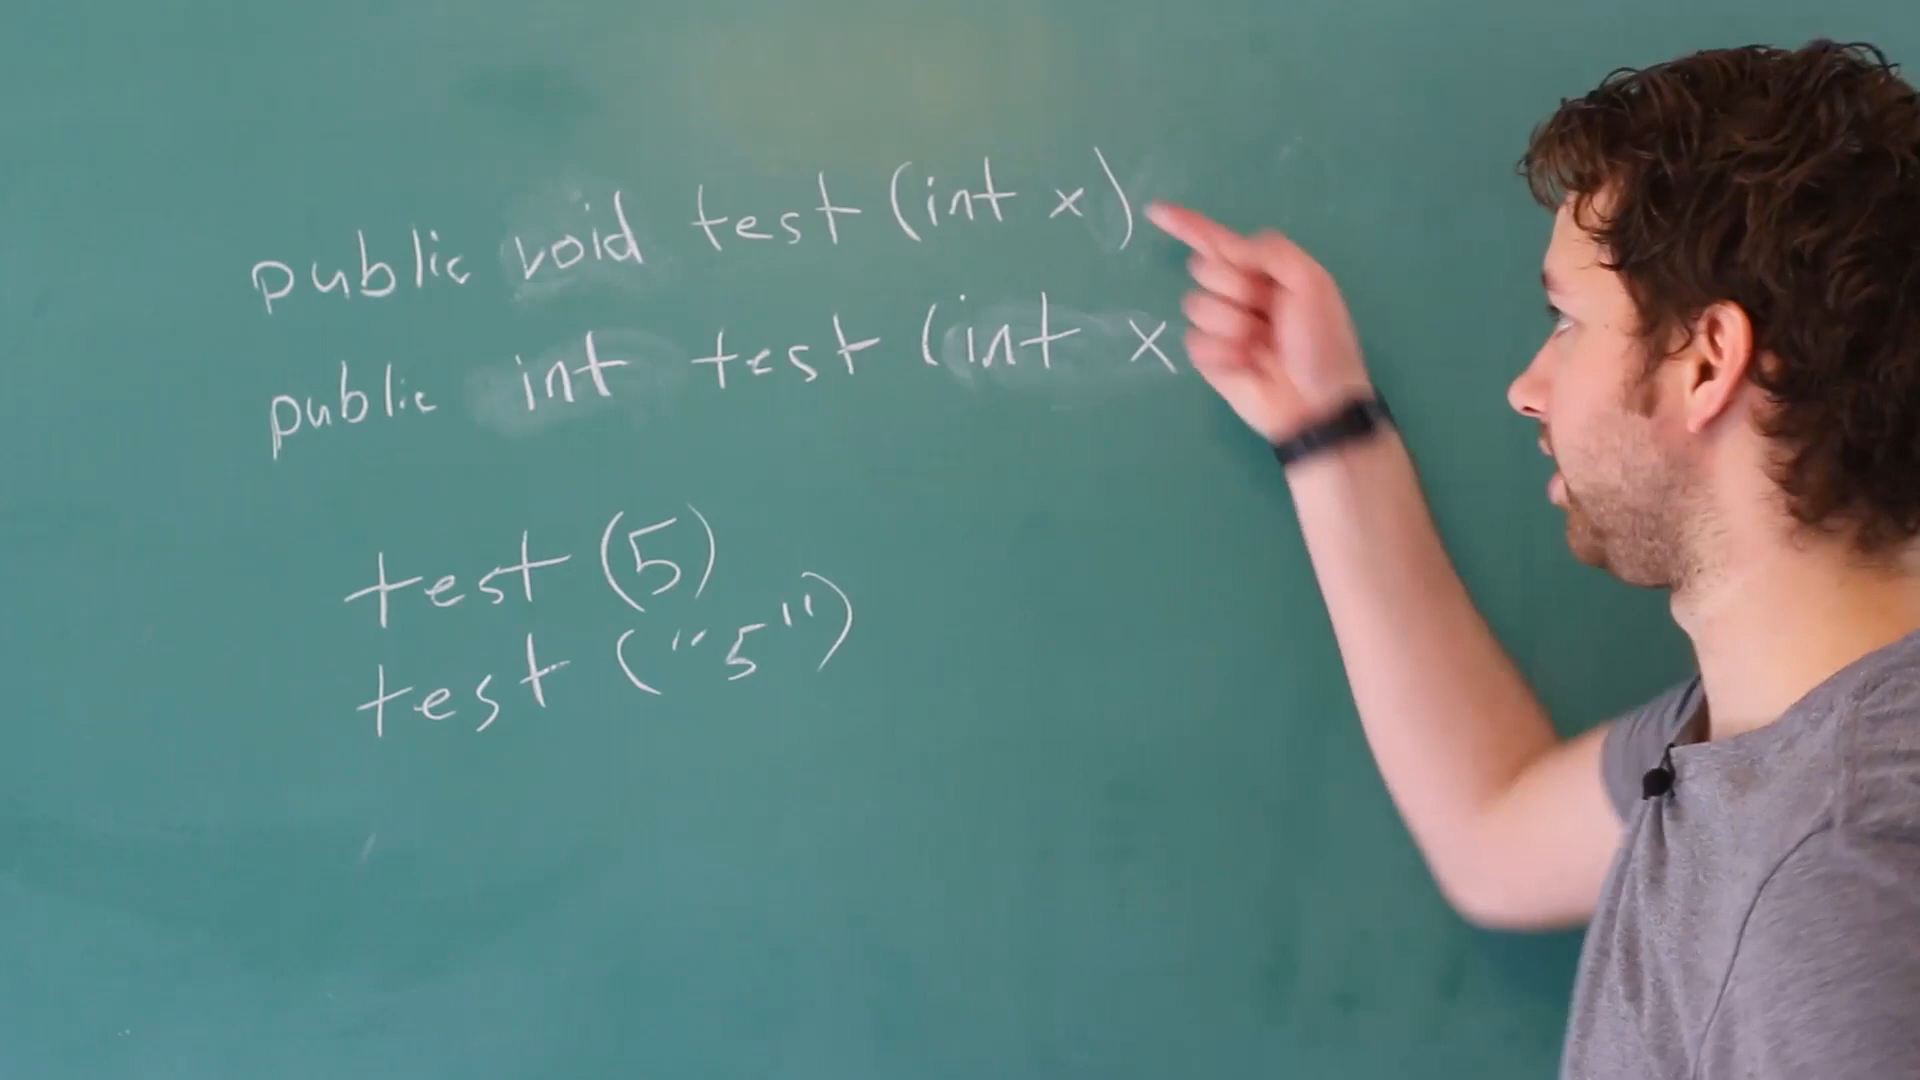 public void test (int x)
public int test (int x
test (5)
test ("5")